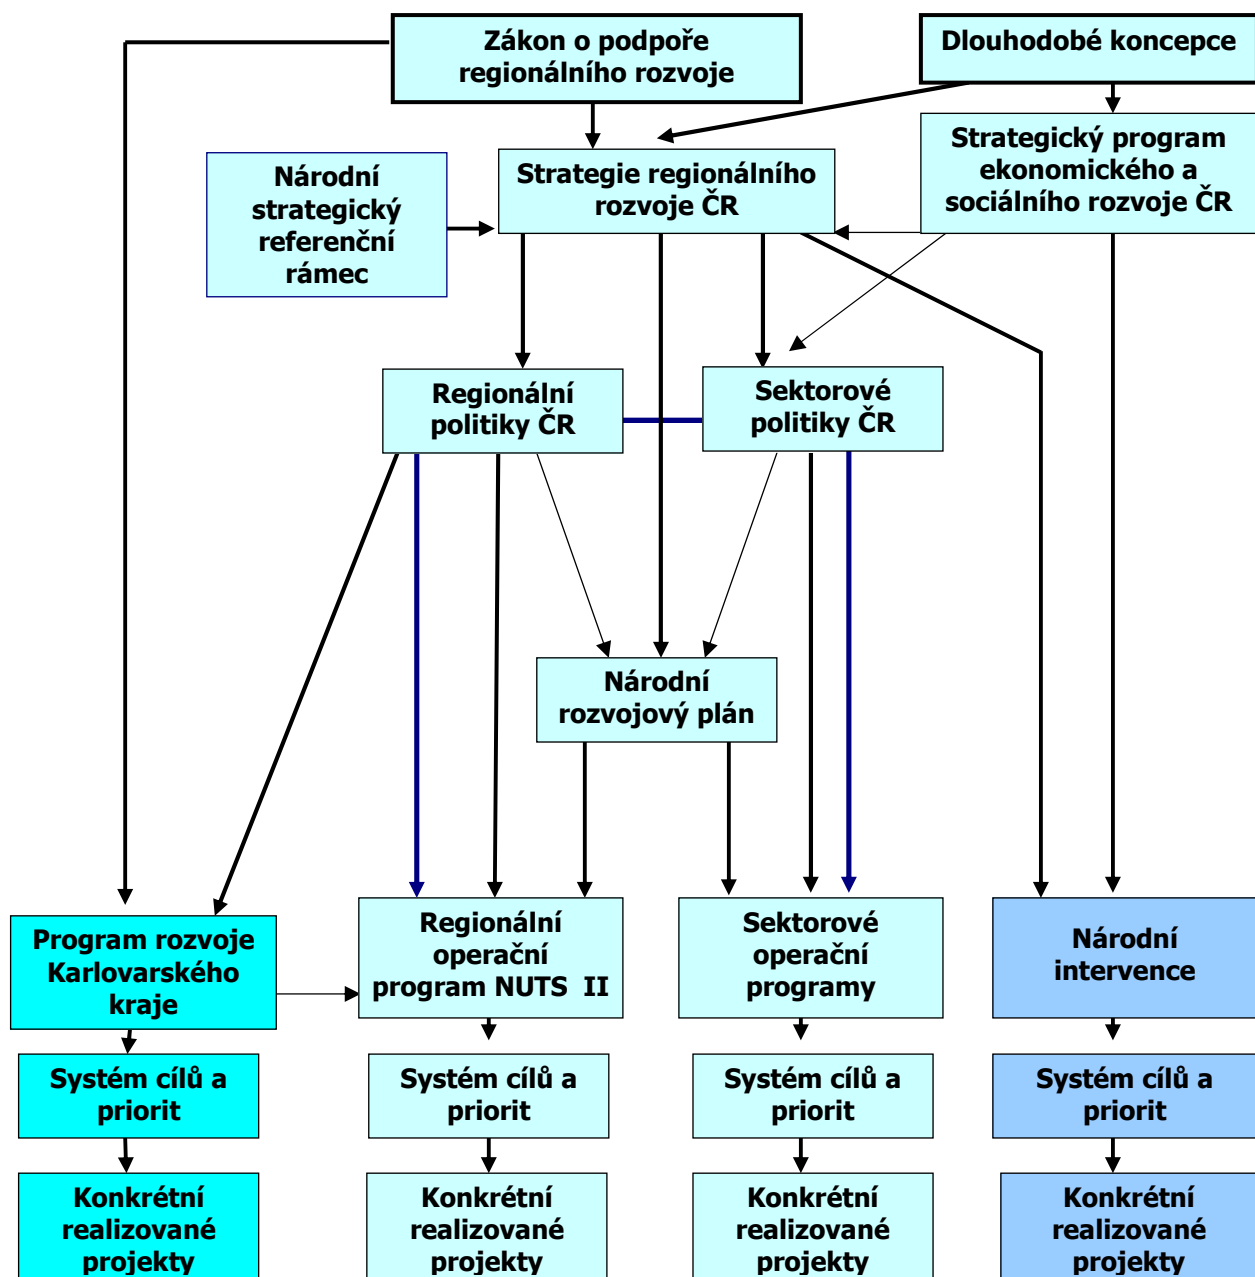 Zákon o podpoře
regionálního rozvoje
Dlouhodobé koncepce
Strategický program
ekonomického a
sociálního rozvoje ČR
Národní
strategický
referenční
rámec
Strategie regionálního
rozvoje ČR
Regionální
politiky ČR
Sektorové
politiky ČR
Národní
rozvojový plán
Program rozvoje
Karlovarského
kraje
Regionální
operační
program NUTS  II
Sektorové
operační
programy
Národní
intervence
Systém cílů a
priorit
Systém cílů a
priorit
Systém cílů a
priorit
Systém cílů a
priorit
Konkrétní
realizované
projekty
Konkrétní
realizované
projekty
Konkrétní
realizované
projekty
Konkrétní
realizované
projekty